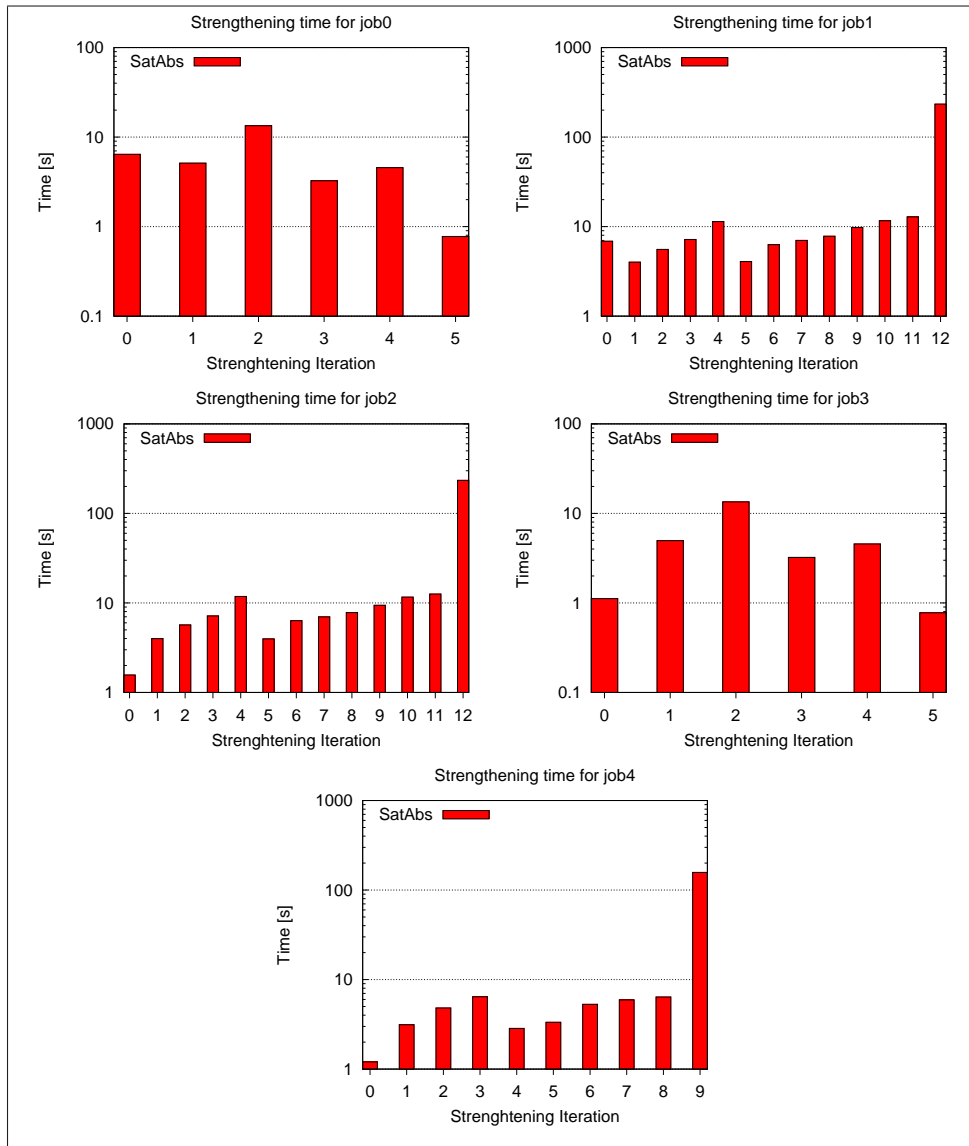 Strengthening time for job0
100
10
1
0.1
Time [s]
SatAbs
0 1 2 3 4 5
Strenghtening Iteration
Strengthening time for job1
1000
100
10
1
Time [s]
SatAbs
0 1 2 3 4 5 6 7 8 9 10 11 12
Strenghtening Iteration
Strengthening time for job2
1000
100
10
1
Time [s]
SatAbs
0 1 2 3 4 5 6 7 8 9 10 11 12
Strenghtening Iteration
Strengthening time for job3
100
10
1
0.1
Time [s]
SatAbs
0 1 2 3 4 5
Strenghtening Iteration
Strengthening time for job4
1000
100
10
1
Time [s]
SatAbs
0 1 2 3 4 5 6 7 8 9
Strenghtening Iteration